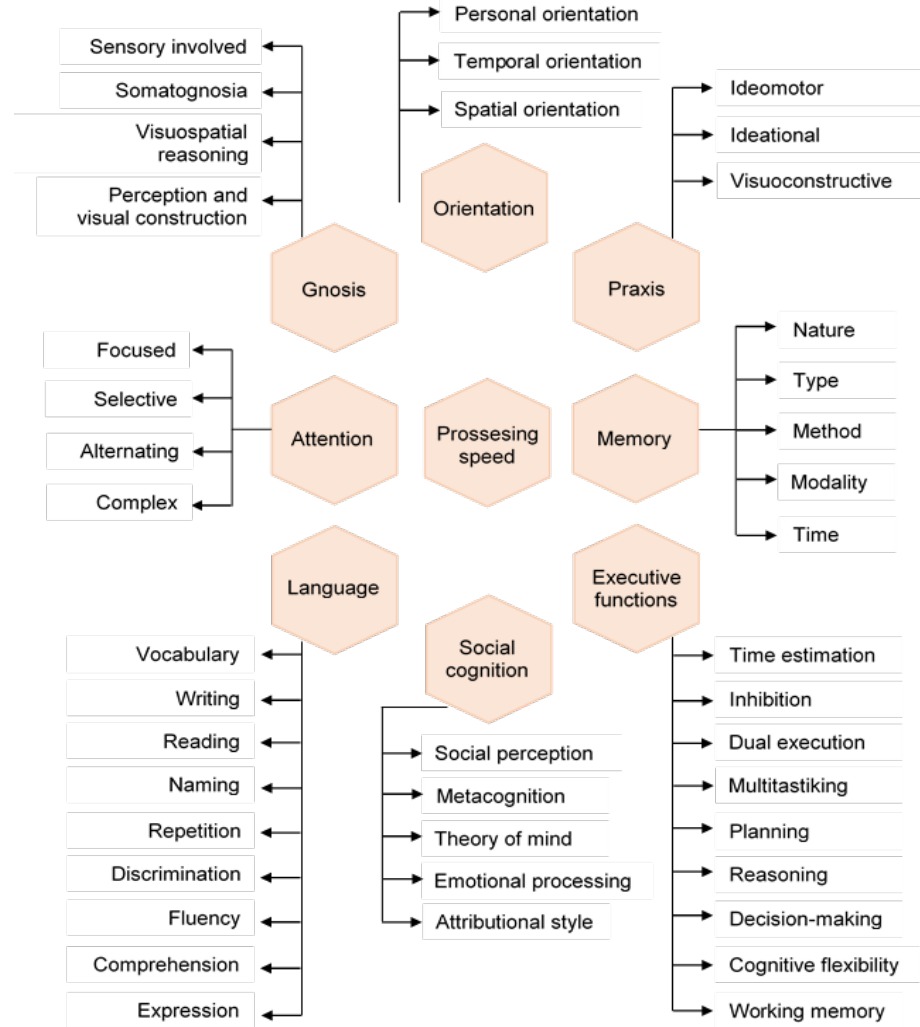 Personal orientation
Temporal orientation
Spatial orientation
Orientation
Sensory involved
Somatognosia
Visuospatial
reasoning
Perception and
visual construction
Gnosis
Ideomotor
Ideational
Visuoconstructive
Praxis
Focused
Selective
Alternating
Complex
Attention
Prossesing
speed
Memory
Nature
Type
Method
Modality
Time
Language
Vocabulary
Writing
Reading
Naming
Repetition
Discrimination
Fluency
Comprehension
Expression
Social
cognition
Social perception
Metacognition
Theory of mind
Emotional processing
Attributional style
Executive
functions
Time estimation
Inhibition
Dual execution
Multitastiking
Planning
Reasoning
Decision-making
Cognitive flexibility
Working memory